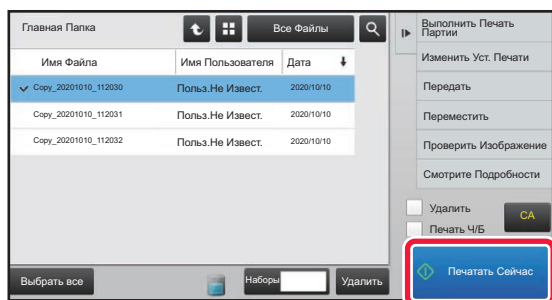 Главная Папка
Все Файлы
Имя Файла Имя Пользователя Дата
Copy_20201010_112030 Польз.Не Извест. 2020/10/10
Copy_20201010_112031 Польз.Не Извест. 2020/10/10
Copy_20201010_112032 Польз.Не Извест. 2020/10/10
Выбрать все
Наборы
Удалить
Выполнить Печать
Партии
Изменить Уст. Печати
Передать
Переместить
Проверить Изображение
Смотрите Подробности
Удалить
Печать Ч/Б
CA
Печатать Сейчас